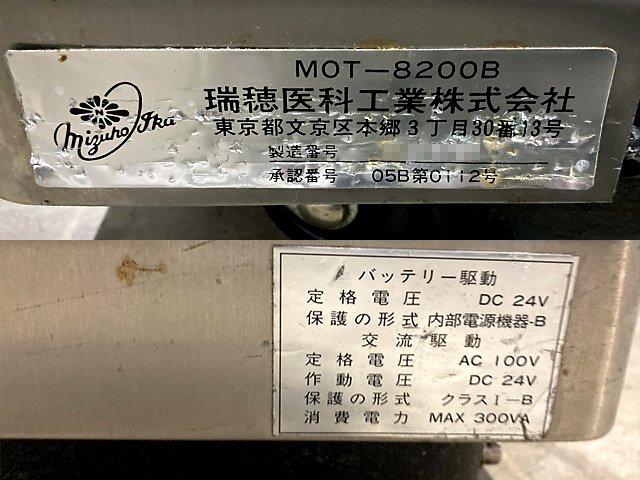 MOT-8200B
Mizuho Ika
瑞穂医科工業株式会社
東京都文京区本郷3丁目30番13号
製造番号
承認番号 05B第0112号
バッテリー駆動
定格電圧 DC 24V
保護の形式 内部電源機器-B
交流駆動
定格電圧 AC 100V
作動電圧 DC 24V
保護の形式 クラスI-B
消費電力 MAX 300VA